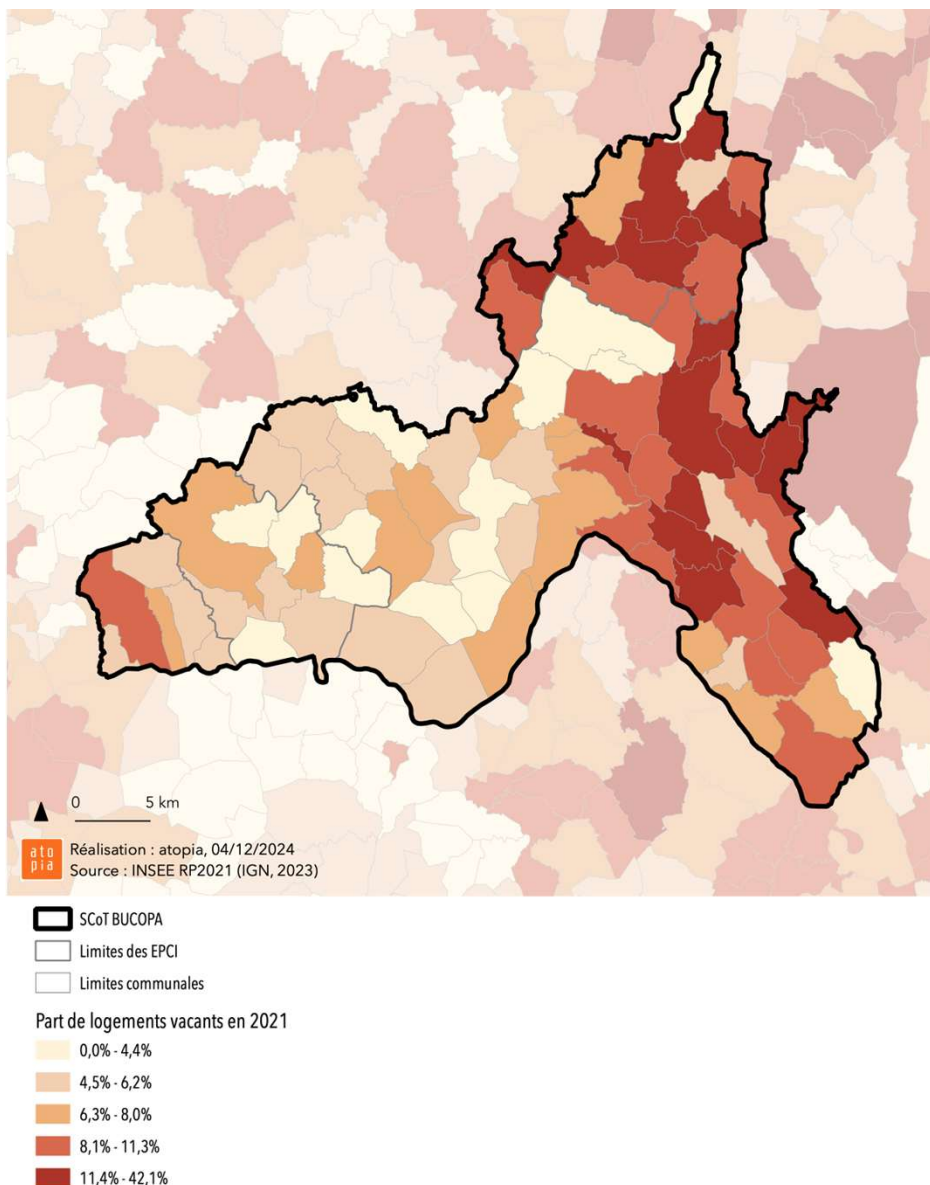 0 5 km
ato
pia
Réalisation : atopia, 04/12/2024
Source : INSEE RP2021 (IGN, 2023)
SCoT BUCOPA
Limites des EPCI
Limites communales
Part de logements vacants en 2021
0,0% - 4,4%
4,5% - 6,2%
6,3% - 8,0%
8,1% - 11,3%
11,4% - 42,1%